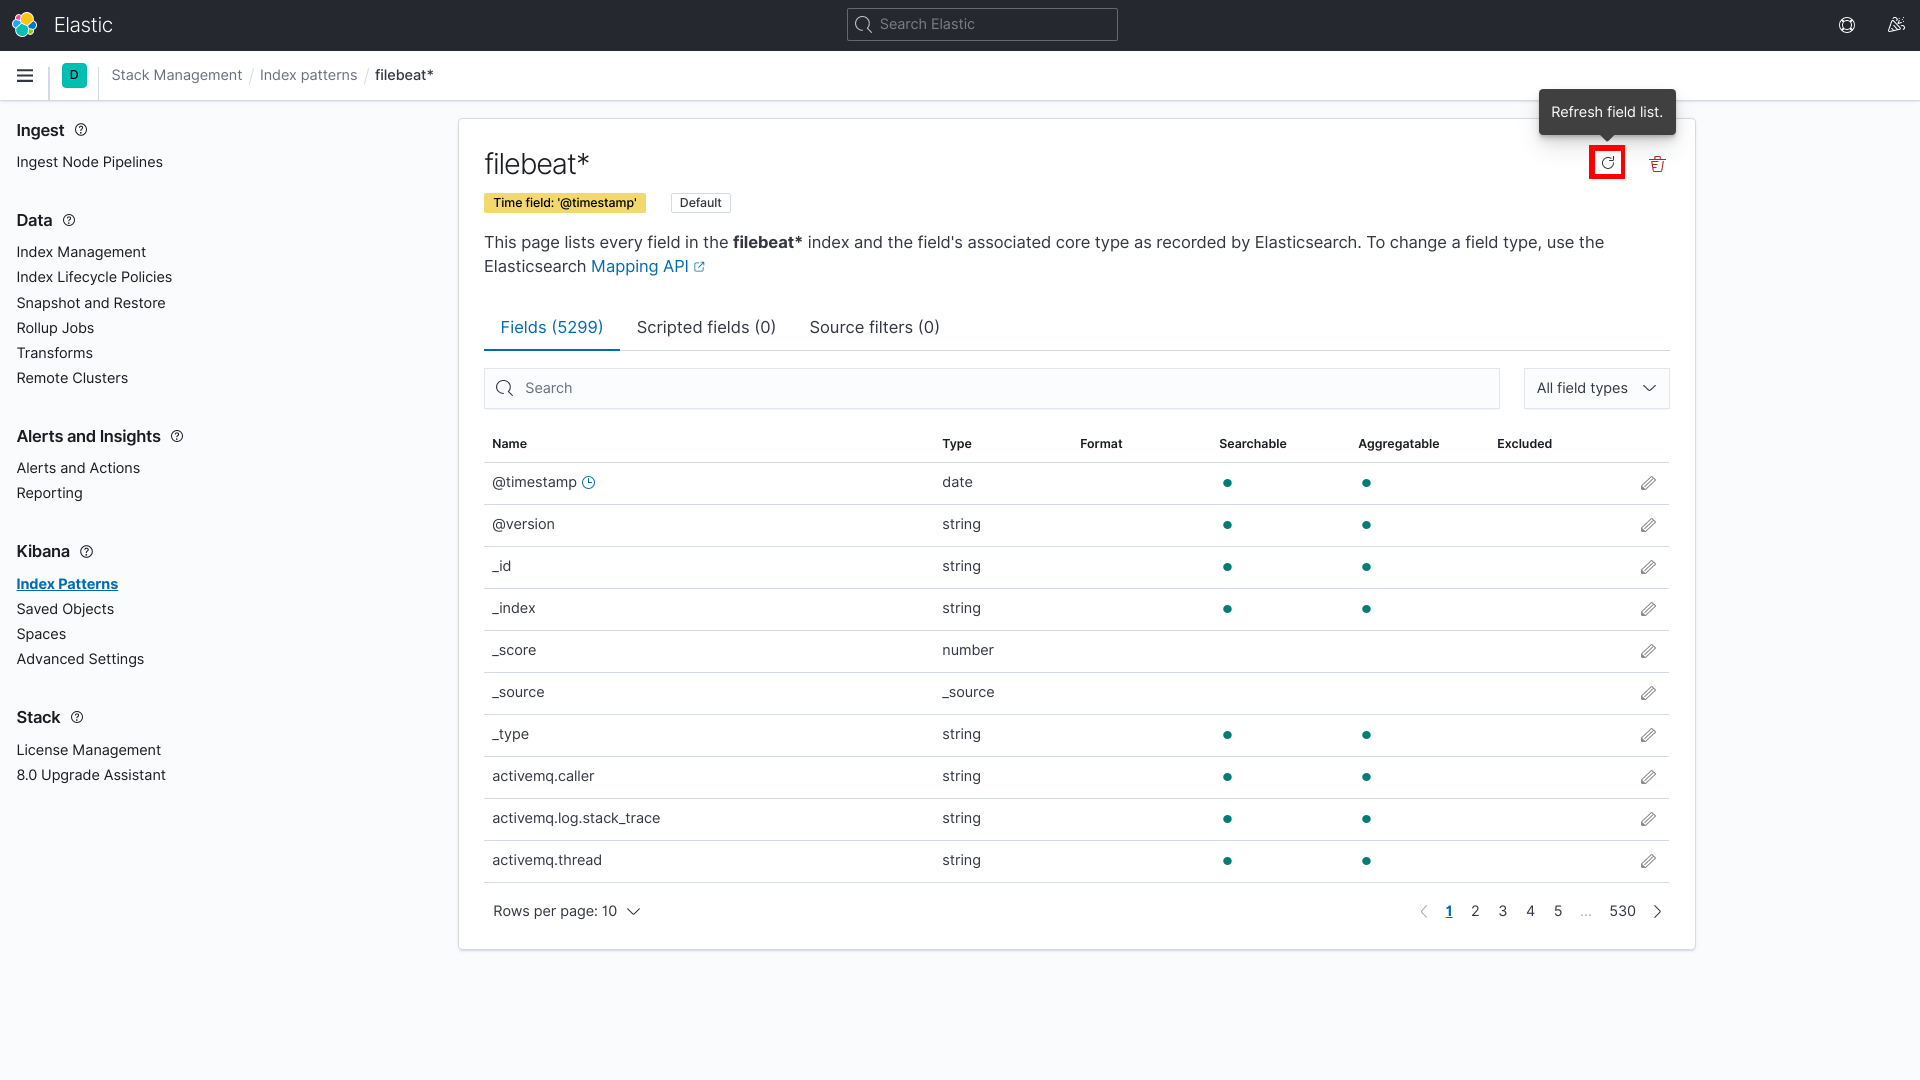 Elastic
Search Elastic
D
Stack Management / Index patterns / filebeat*
Refresh field list.
Ingest
Ingest Node Pipelines
Data
Index Management
Index Lifecycle Policies
Snapshot and Restore
Rollup Jobs
Transforms
Remote Clusters
Alerts and Insights
Alerts and Actions
Reporting
Kibana
Index Patterns
Saved Objects
Spaces
Advanced Settings
Stack
License Management
8.0 Upgrade Assistant
filebeat*
Time field: '@timestamp' Default
This page lists every field in the filebeat* index and the field's associated core type as recorded by Elasticsearch. To change a field type, use the
Elasticsearch Mapping API
Fields (5299) Scripted fields (0) Source filters (0)
Search All field types
Name Type Format Searchable Aggregatable Excluded
@timestamp date
@version string
_id string
_index string
_score number
_source _source
_type string
activemq.caller string
activemq.log.stack_trace string
activemq.thread string
Rows per page: 10 1 2 3 4 5 ... 530